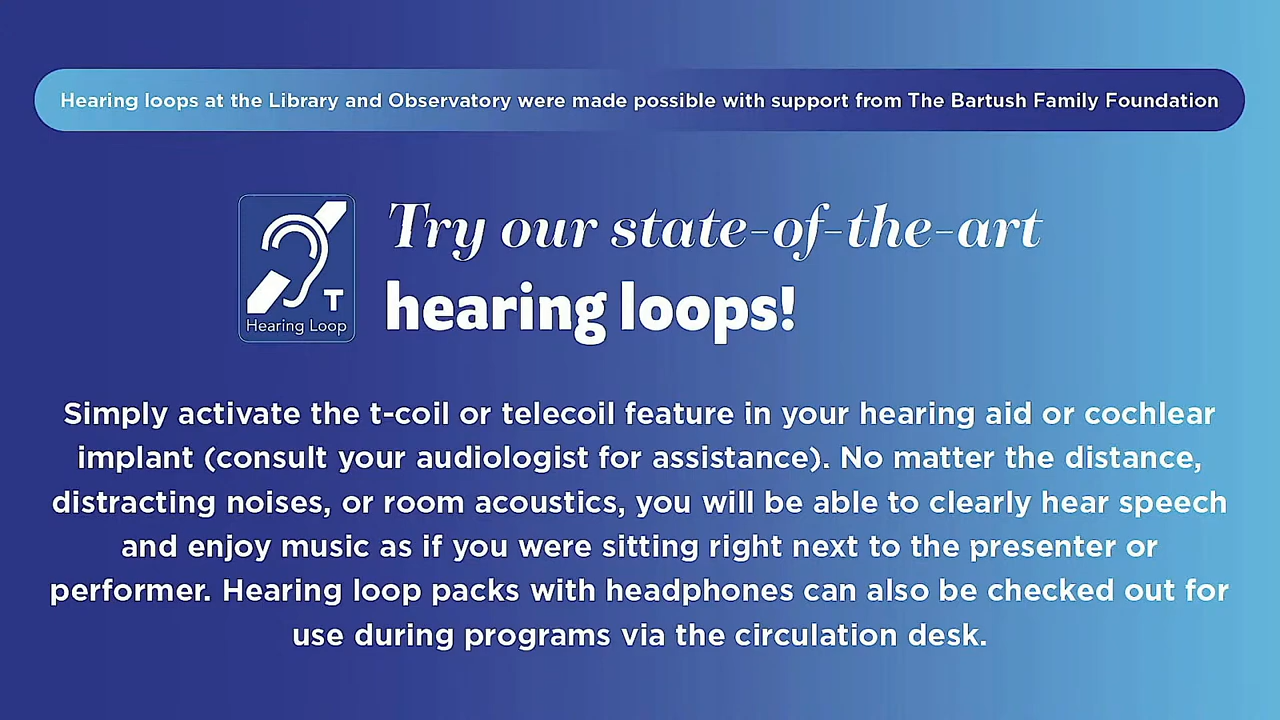 Hearing loops at the Library and Observatory were made possible with support from The Bartush Family Foundation
Try our state-of-the-art
hearing loops!
T
Hearing Loop
Simply activate the t-coil or telecoil feature in your hearing aid or cochlear
implant (consult your audiologist for assistance). No matter the distance,
distracting noises, or room acoustics, you will be able to clearly hear speech
and enjoy music as if you were sitting right next to the presenter or
performer. Hearing loop packs with headphones can also be checked out for
use during programs via the circulation desk.